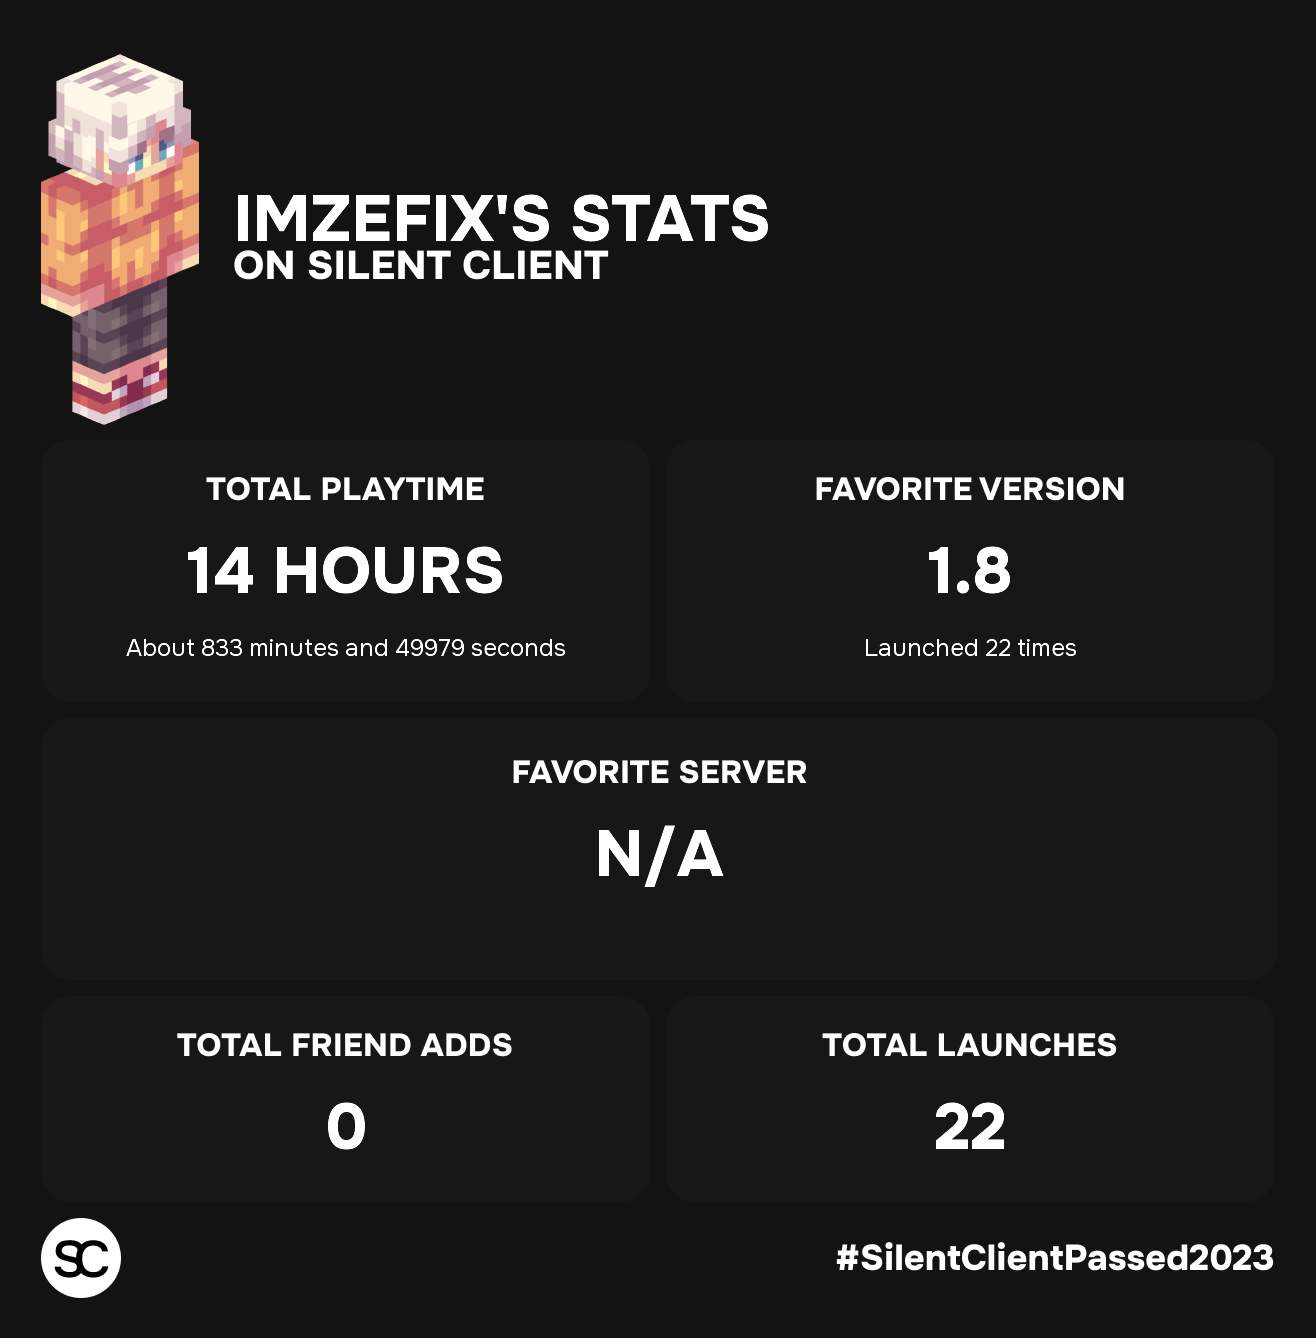 IMZEFIX'S STATS
ON SILENT CLIENT
TOTAL PLAYTIME
14 HOURS
About 833 minutes and 49979 seconds
FAVORITE VERSION
1.8
Launched 22 times
FAVORITE SERVER
N/A
TOTAL FRIEND ADDS
0
TOTAL LAUNCHES
22
SC
#SilentClientPassed2023